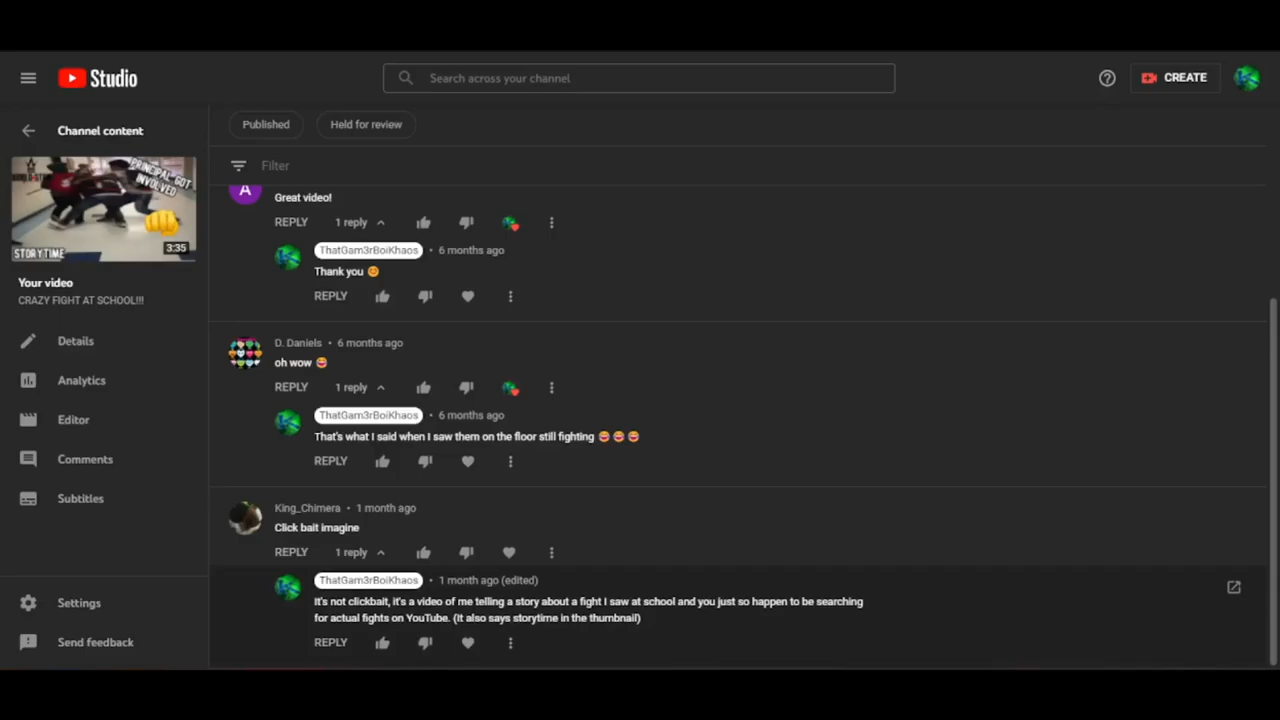 Studio
Search across your channel
CREATE
Channel content
Published
Held for review
Filter
PRINCIPAL GOT
INVOLVED
STORYTIME
3:35
Your video
CRAZY FIGHT AT SCHOOL!!!
Details
Analytics
Editor
Comments
Subtitles
Settings
Send feedback
A
Great video!
REPLY 1 reply
ThatGam3rBoiKhaos • 6 months ago
Thank you 😊
REPLY
D. Daniels • 6 months ago
oh wow 😂
REPLY 1 reply
ThatGam3rBoiKhaos • 6 months ago
That's what I said when I saw them on the floor still fighting 😂😂😂
REPLY
King_Chimera • 1 month ago
Click bait imagine
REPLY 1 reply
ThatGam3rBoiKhaos • 1 month ago (edited)
It's not clickbait, it's a video of me telling a story about a fight I saw at school and you just so happen to be searching
for actual fights on YouTube. (It also says storytime in the thumbnail)
REPLY